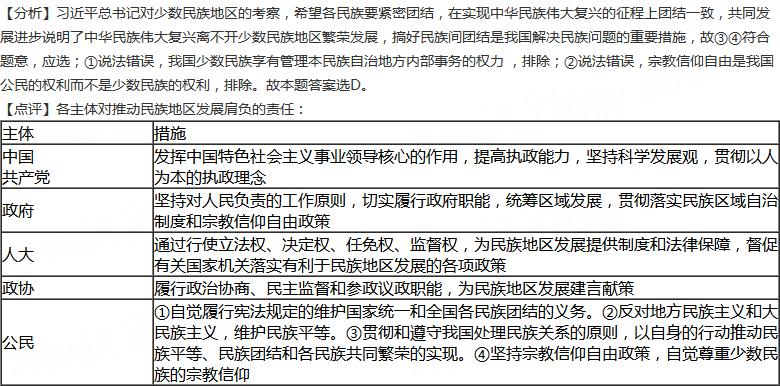 【分析】习近平总书记对少数民族地区的考察，希望各民族要紧密团结，在实现中华民族伟大复兴的征程上团结一致，共同发
展进步说明了中华民族伟大复兴离不开少数民族地区繁荣发展，搞好民族间团结是我国解决民族问题的重要措施，故③④符合
题意，应选；①说法错误，我国少数民族享有管理本民族自治地方内部事务的权力 ，排除；②说法错误，宗教信仰自由是我国
公民的权利而不是少数民族的权利，排除。故本题答案选D。
【点评】各主体对推动民族地区发展肩负的责任：
主体 措施
中国
共产党
发挥中国特色社会主义事业领导核心的作用，提高执政能力，坚持科学发展观，贯彻以人
为本的执政理念
政府
坚持对人民负责的工作原则，切实履行政府职能，统筹区域发展，贯彻落实民族区域自治
制度和宗教信仰自由政策
人大
通过行使立法权、决定权、任免权、监督权，为民族地区发展提供制度和法律保障，督促
有关国家机关落实有利于民族地区发展的各项政策
政协 履行政治协商、民主监督和参政议政职能，为民族地区发展建言献策
公民
①自觉履行宪法规定的维护国家统一和全国各民族团结的义务。②反对地方民族主义和大
民族主义，维护民族平等。③贯彻和遵守我国处理民族关系的原则，以自身的行动推动民
族平等、民族团结和各民族共同繁荣的实现。④坚持宗教信仰自由政策，自觉尊重少数民
族的宗教信仰